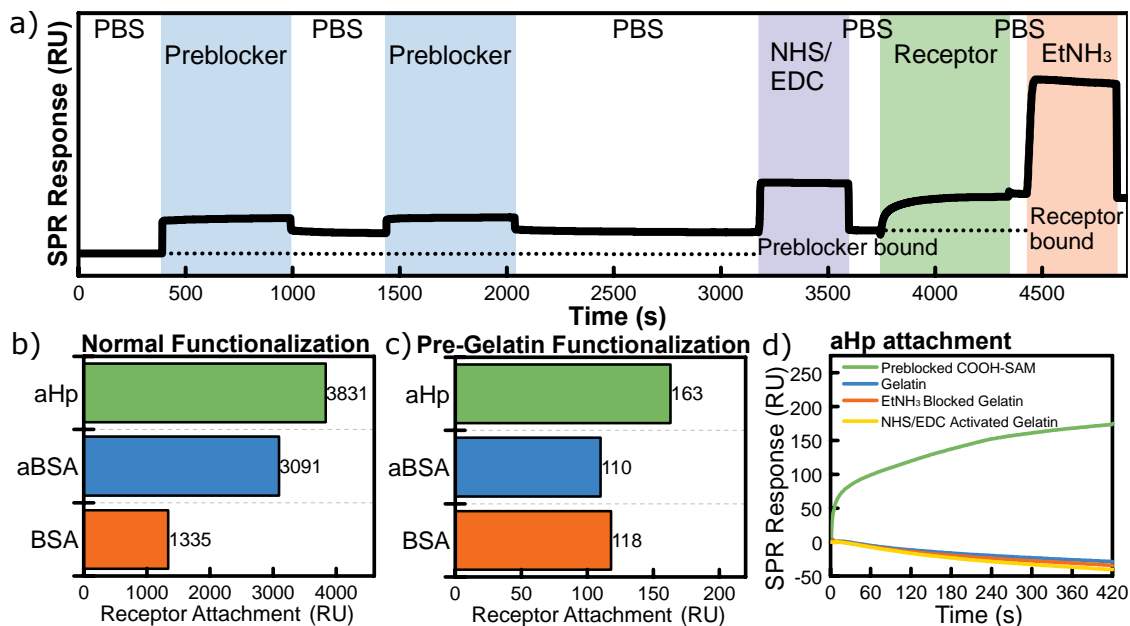 a)
PBS
Preblocker
PBS
Preblocker
PBS
NHS/
EDC
PBS
Receptor
PBS
EtNH₃
SPR Response (RU)
Preblocker bound
Receptor
bound
0 500 1000 1500 2000 2500 3000 3500 4000 4500
Time (s)
b)
Normal Functionalization
aHp
3831
aBSA
3091
BSA
1335
0 1000 2000 3000 4000
Receptor Attachment (RU)
c)
Pre-Gelatin Functionalization
aHp
163
aBSA
110
BSA
118
0 50 100 150 200
Receptor Attachment (RU)
d)
aHp attachment
Preblocked COOH-SAM
Gelatin
EtNH₃ Blocked Gelatin
NHS/EDC Activated Gelatin
SPR Response (RU)
250
200
150
100
50
0
-50
0 60 120 180 240 300 360 420
Time (s)